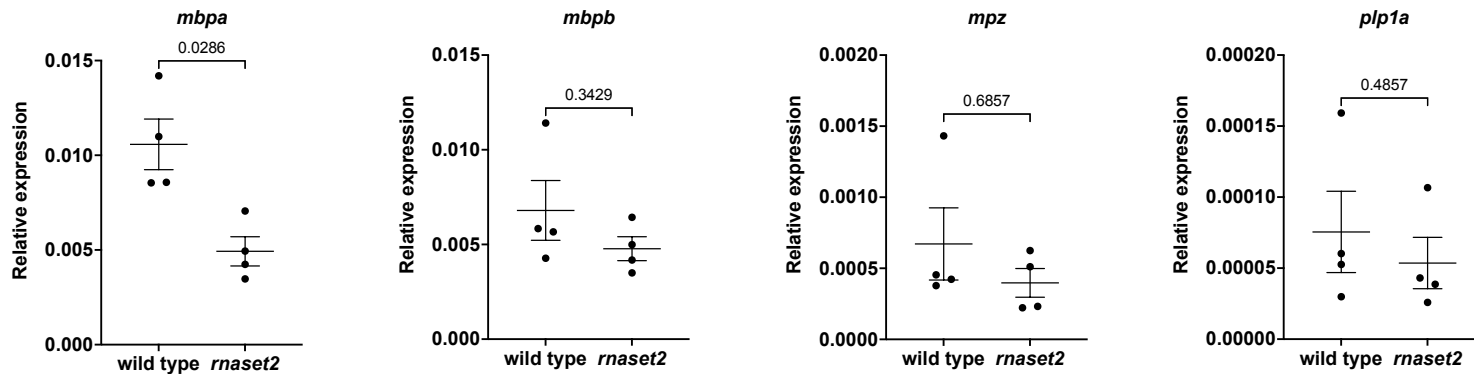 mbpa
0.0286
0.015
0.010
0.005
0.000
Relative expression
wild type rnaset2
mbpb
0.3429
0.015
0.010
0.005
0.000
Relative expression
wild type rnaset2
mpz
0.6857
0.0020
0.0015
0.0010
0.0005
0.0000
Relative expression
wild type rnaset2
plp1a
0.4857
0.00020
0.00015
0.00010
0.00005
0.00000
Relative expression
wild type rnaset2